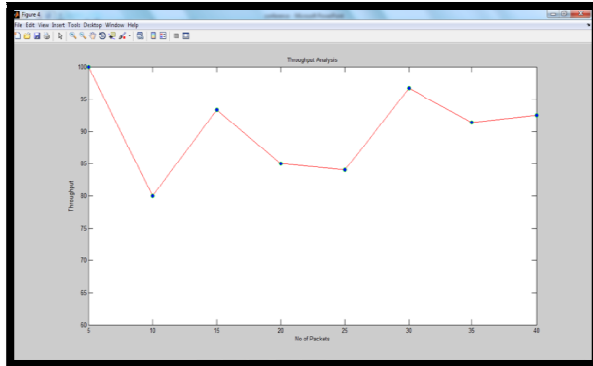 Figure 4
File Edit View Insert Tools Desktop Window Help
Throughput Analysis
100
95
90
85
80
75
70
65
60
Throughput
5 10 15 20 25 30 35 40
No of Packets